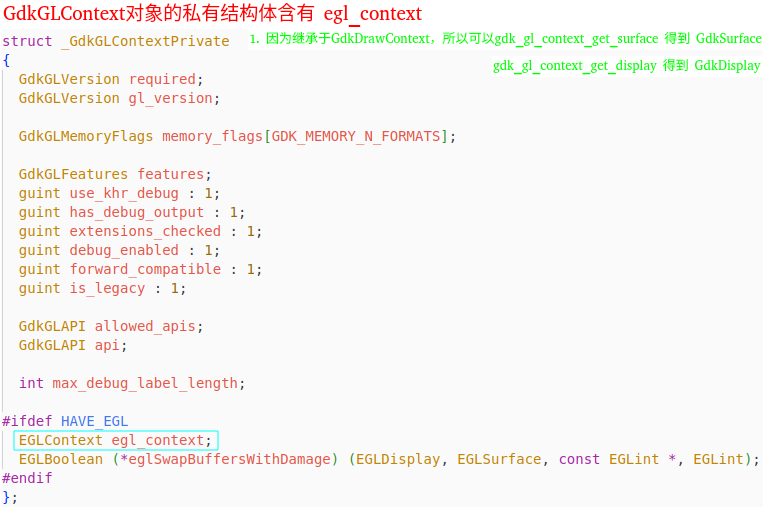 GdkGLContext对象的私有结构体含有 egl_context
struct _GdkGLContextPrivate
1. 因为继承于GdkDrawContext，所以可以gdk_gl_context_get_surface 得到 GdkSurface
{
gdk_gl_context_get_display 得到 GdkDisplay
GdkGLVersion required;
GdkGLVersion gl_version;
GdkGLMemoryFlags memory_flags[GDK_MEMORY_N_FORMATS];
GdkGLFeatures features;
guint use_khr_debug : 1;
guint has_debug_output : 1;
guint extensions_checked : 1;
guint debug_enabled : 1;
guint forward_compatible : 1;
guint is_legacy : 1;
GdkGLAPI allowed_apis;
GdkGLAPI api;
int max_debug_label_length;
#ifdef HAVE_EGL
EGLContext egl_context;
EGLBoolean (*eglSwapBuffersWithDamage) (EGLDisplay, EGLSurface, const EGLint *, EGLint);
#endif
};